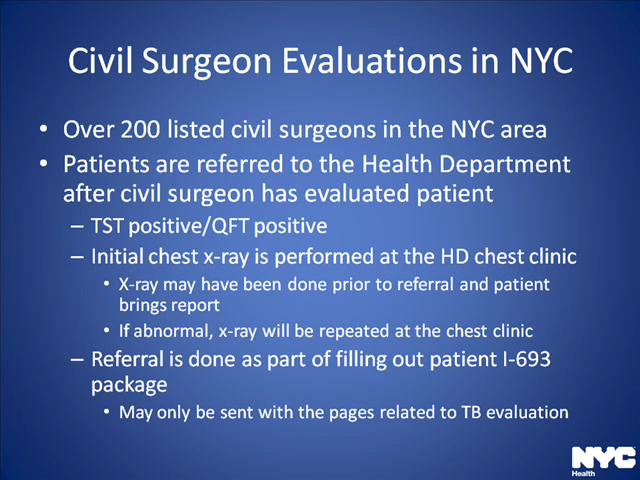 Civil Surgeon Evaluations in NYC
• Over 200 listed civil surgeons in the NYC area
• Patients are referred to the Health Department
after civil surgeon has evaluated patient
– TST positive/QFT positive
– Initial chest x-ray is performed at the HD chest clinic
• X-ray may have been done prior to referral and patient
brings report
• If abnormal, x-ray will be repeated at the chest clinic
– Referral is done as part of filling out patient I-693
package
• May only be sent with the pages related to TB evaluation
NYC
Health